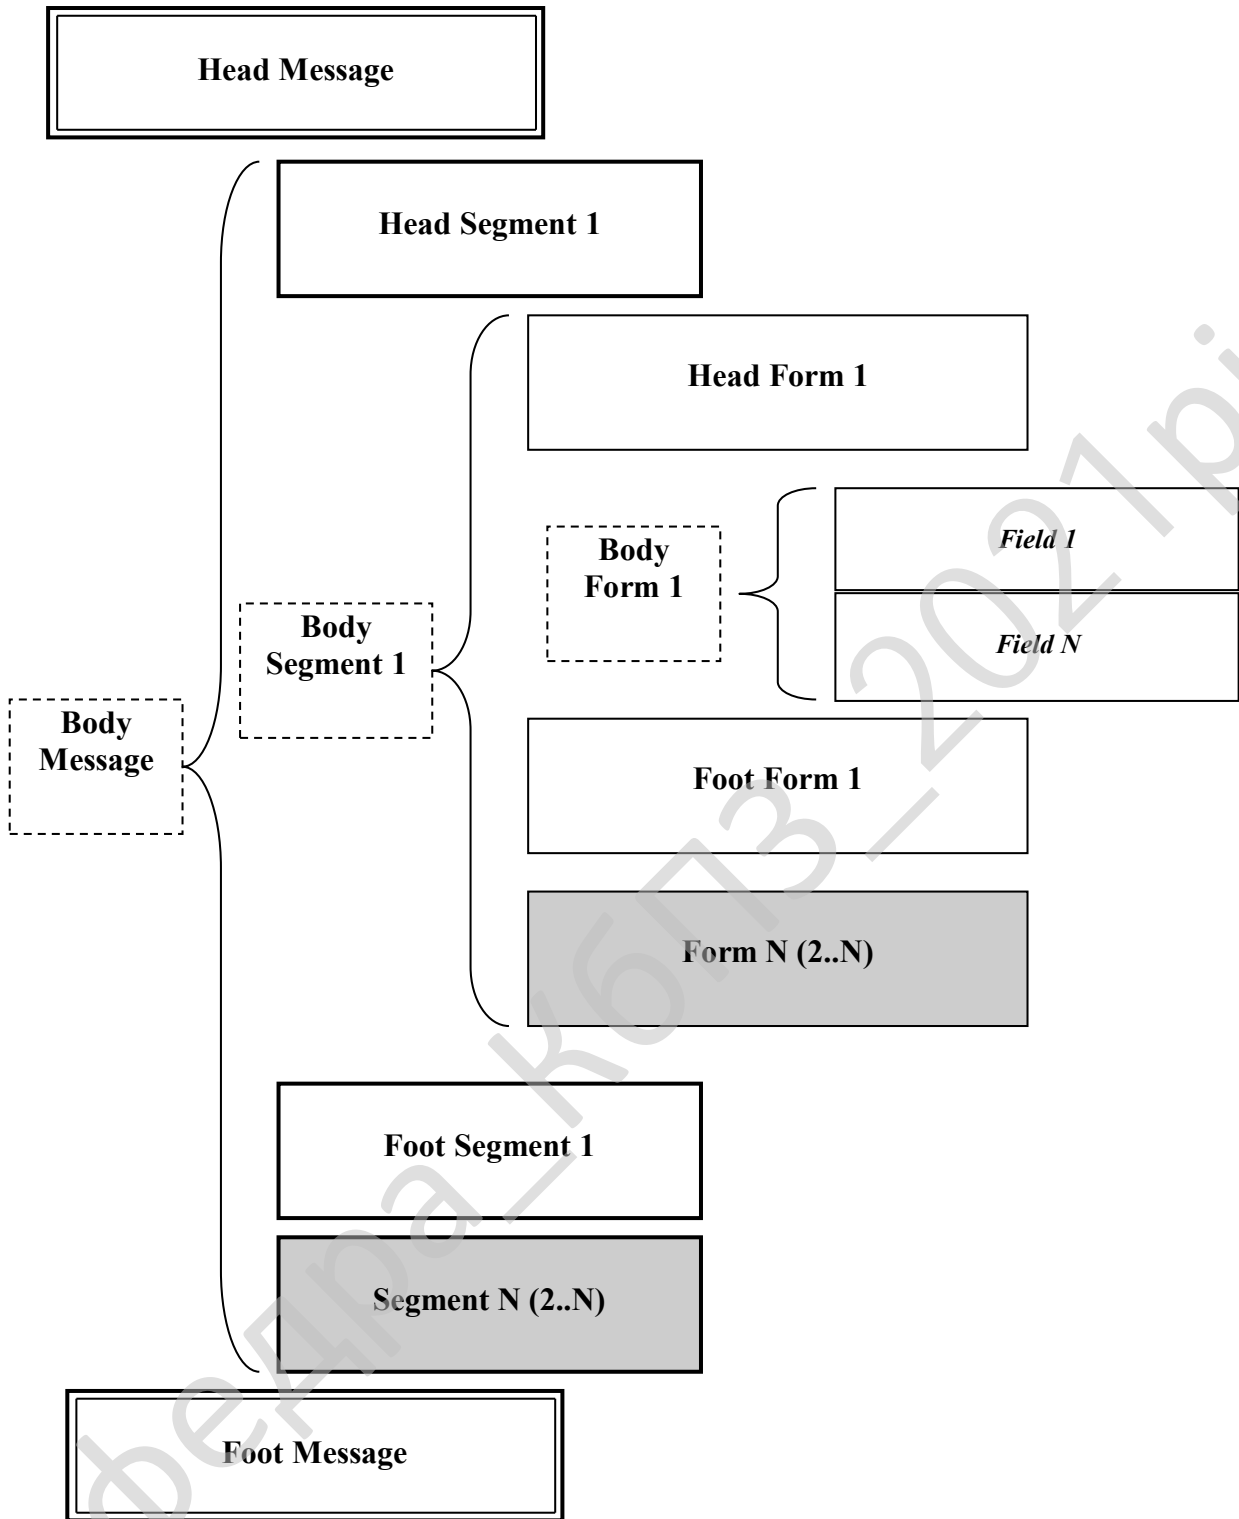 Head Message
Head Segment 1
Head Form 1
Field 1
Body
Form 1
Field N
Body
Segment 1
Body
Message
Foot Form 1
Form N (2..N)
Foot Segment 1
Segment N (2..N)
Foot Message